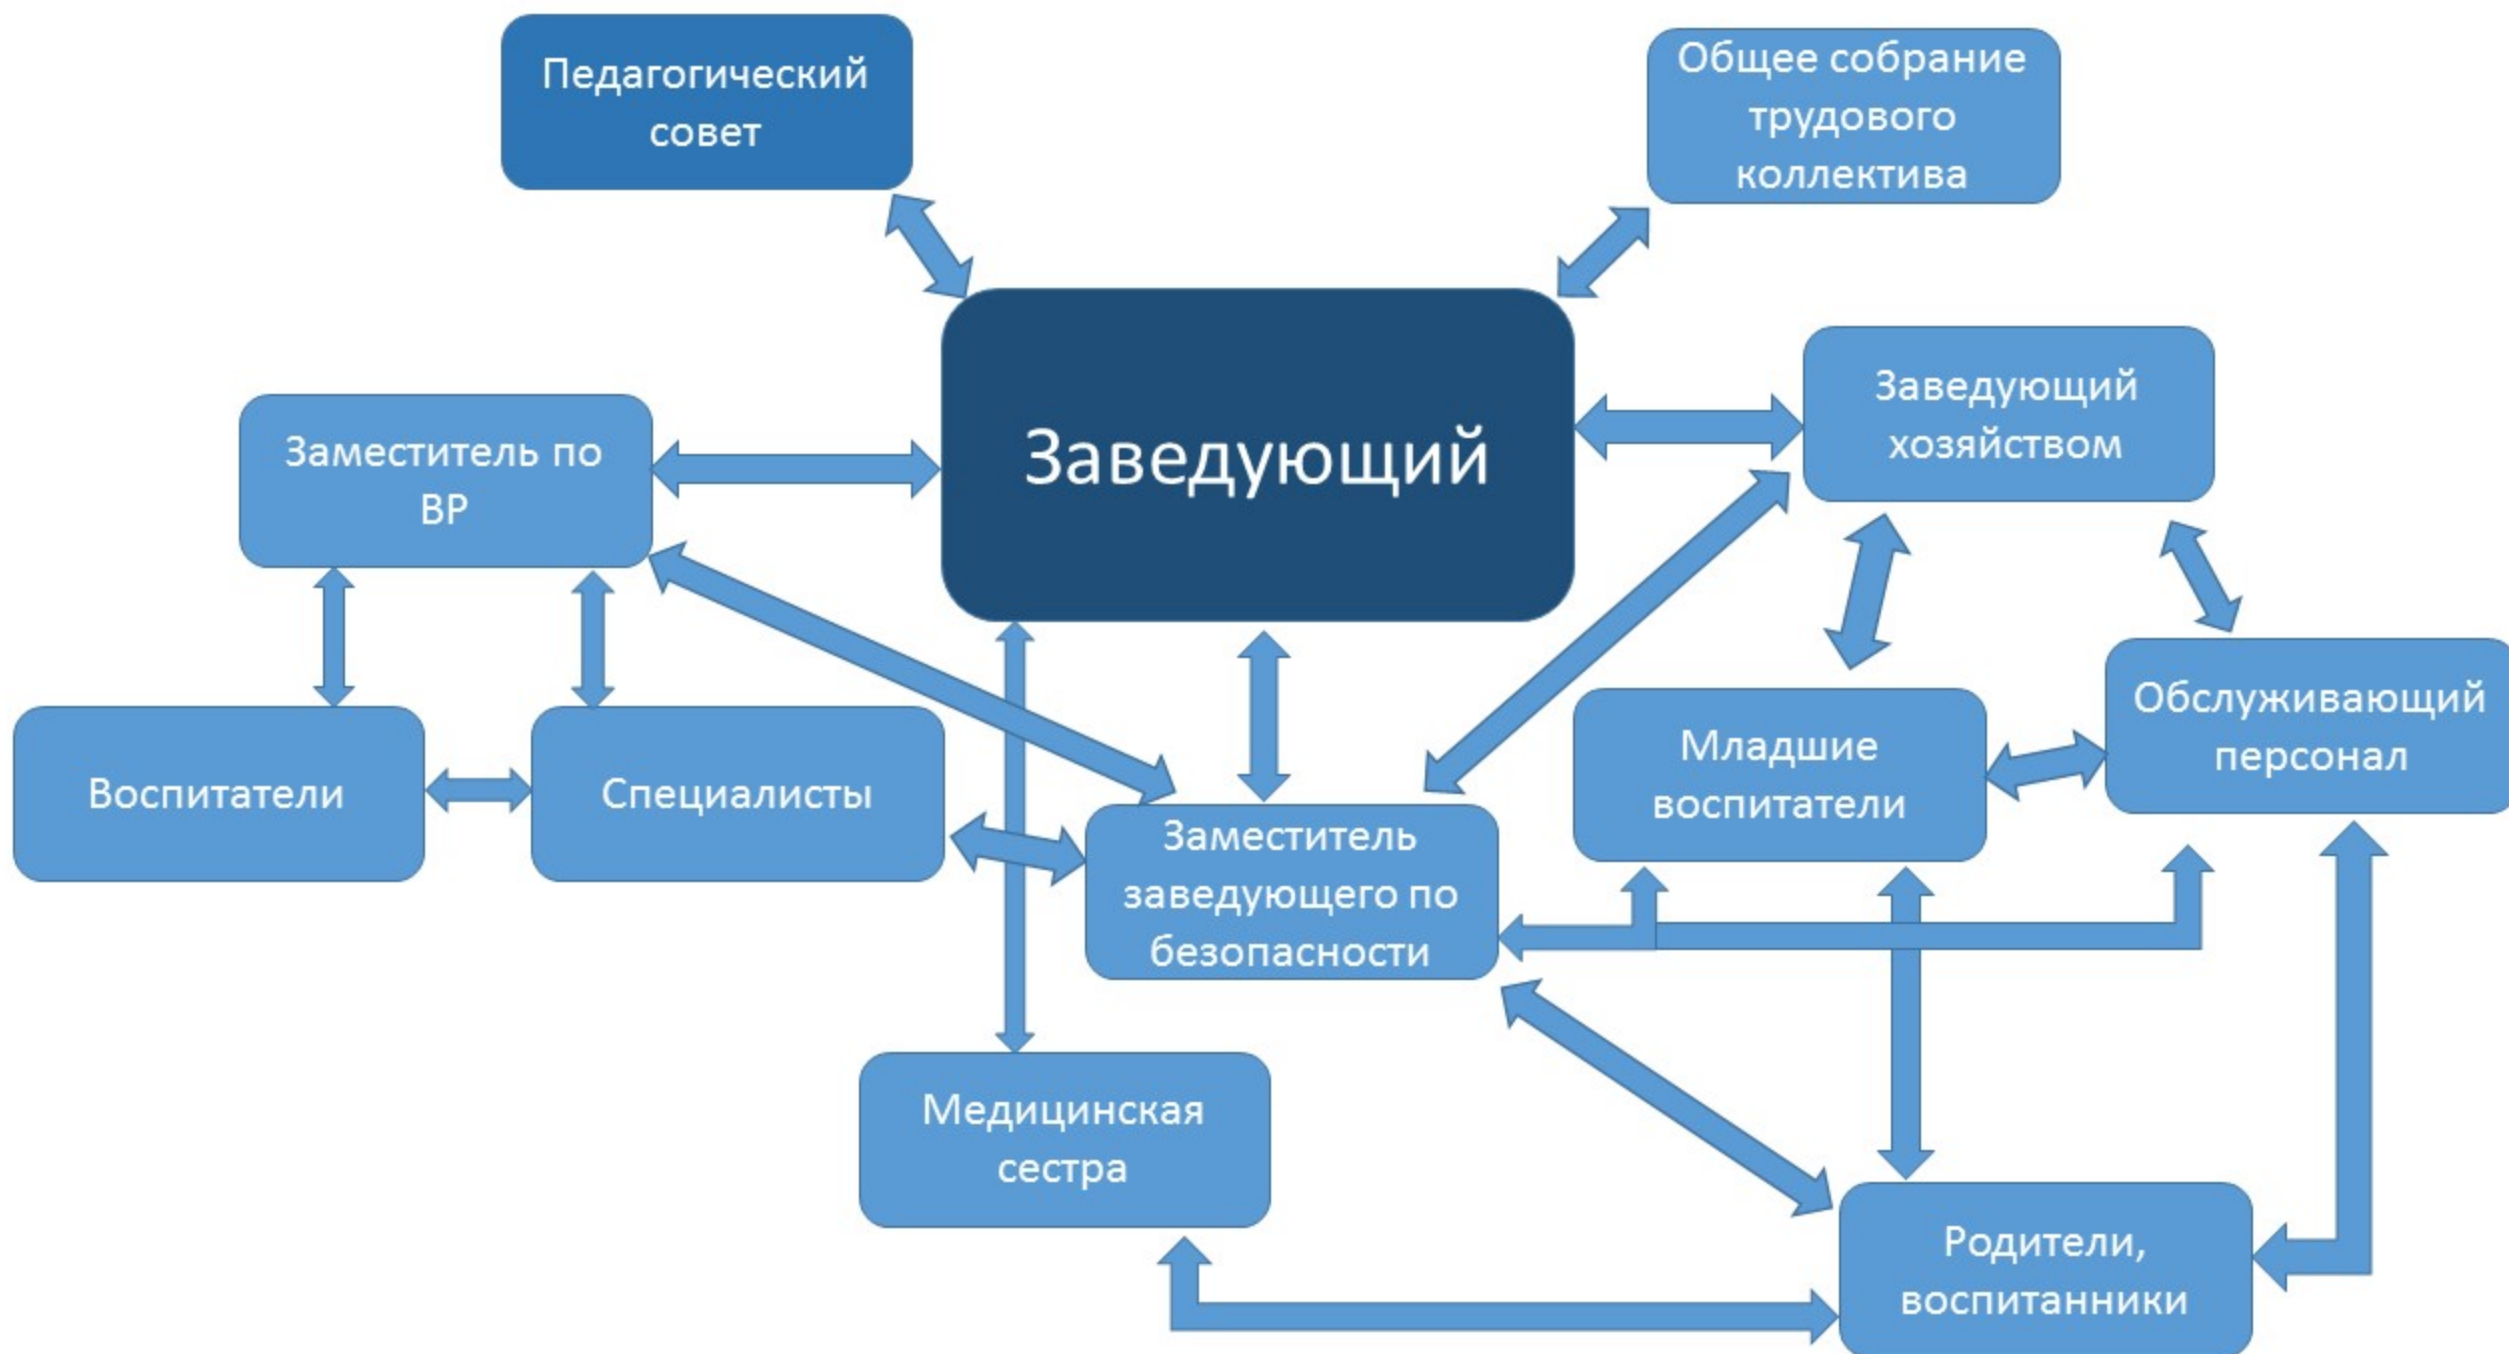 Педагогический
совет
Общее собрание
трудового
коллектива
Заведующий
Заведующий
хозяйством
Заместитель по
ВР
Обслуживающий
персонал
Младшие
воспитатели
Воспитатели
Специалисты
Заместитель
заведующего по
безопасности
Медицинская
сестра
Родители,
воспитанники